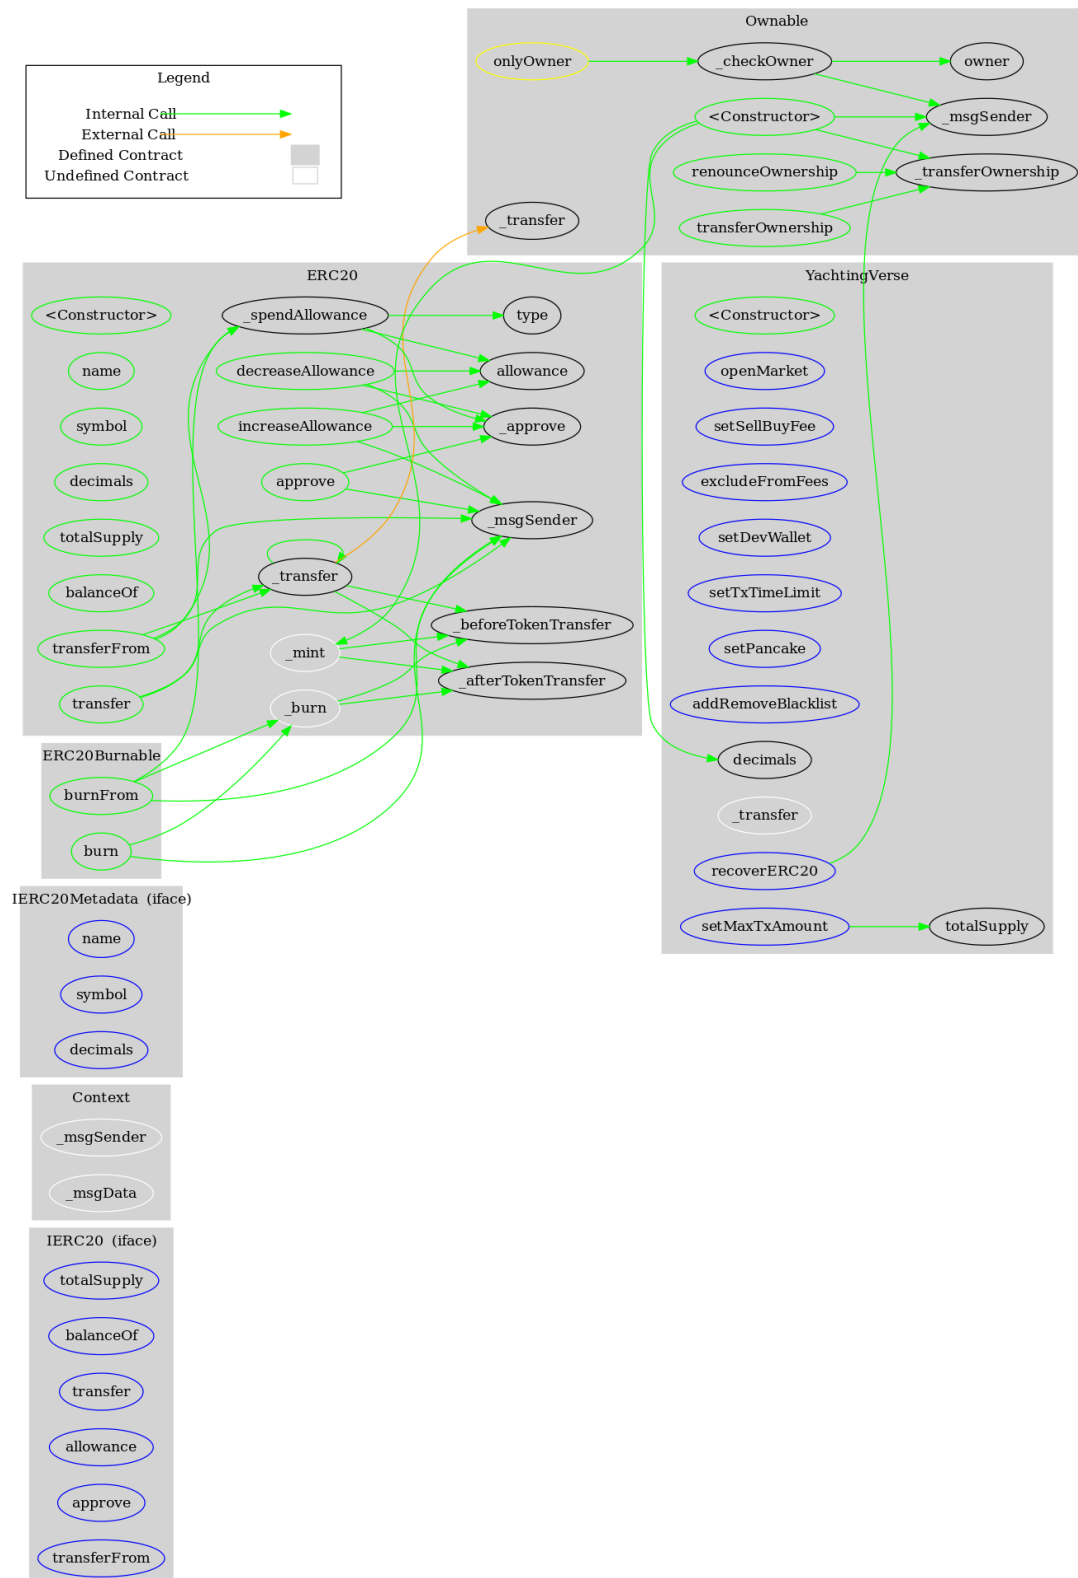 Legend
Internal Call
External Call
Defined Contract
Undefined Contract
Ownable
onlyOwner
_checkOwner
owner
<Constructor>
_msgSender
renounceOwnership
_transferOwnership
transferOwnership
_transfer
ERC20
<Constructor>
_spendAllowance
type
name
decreaseAllowance
allowance
symbol
increaseAllowance
_approve
decimals
approve
_msgSender
totalSupply
_transfer
balanceOf
_beforeTokenTransfer
transferFrom
_mint
_afterTokenTransfer
transfer
_burn
ERC20Burnable
burnFrom
burn
YachtingVerse
<Constructor>
openMarket
setSellBuyFee
excludeFromFees
setDevWallet
setTxTimeLimit
setPancake
addRemoveBlacklist
decimals
_transfer
recoverERC20
setMaxTxAmount
totalSupply
IERC20Metadata (iface)
name
symbol
decimals
Context
_msgSender
_msgData
IERC20 (iface)
totalSupply
balanceOf
transfer
allowance
approve
transferFrom